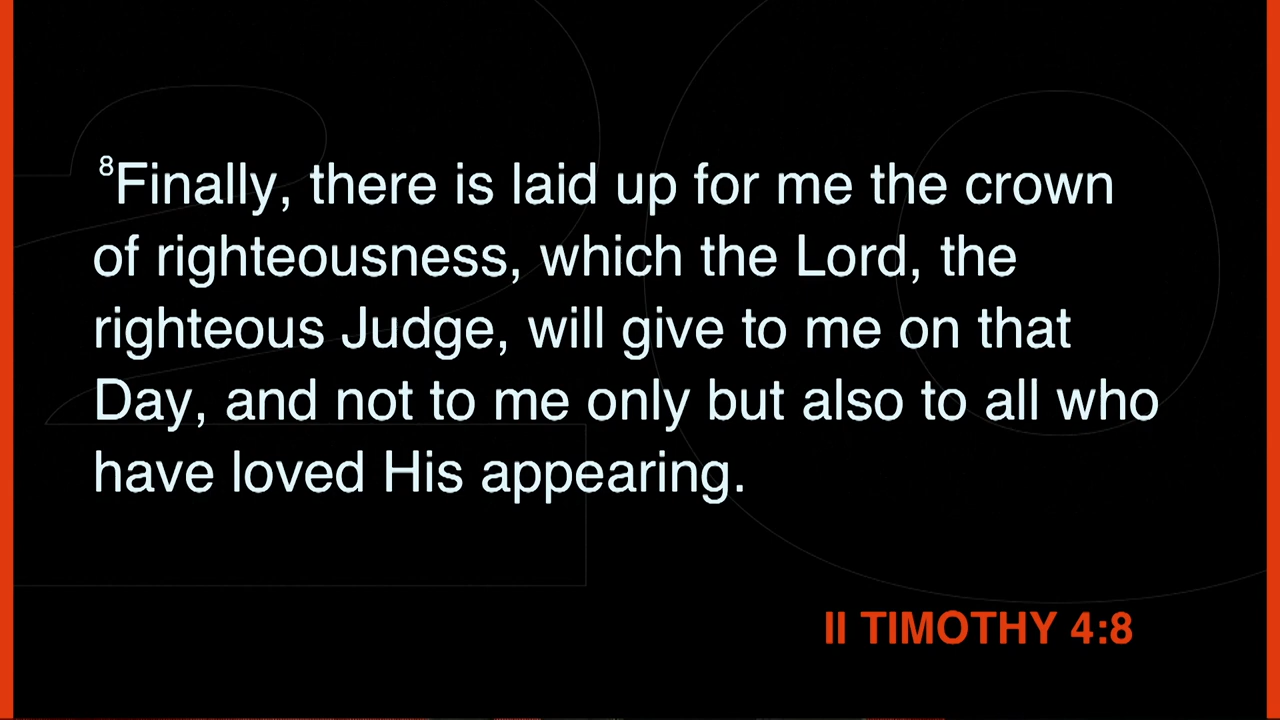 ⁸Finally, there is laid up for me the crown
of righteousness, which the Lord, the
righteous Judge, will give to me on that
Day, and not to me only but also to all who
have loved His appearing.
II TIMOTHY 4:8
20